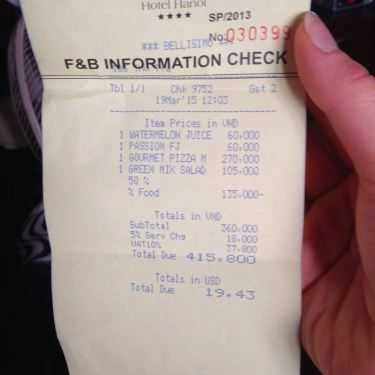 Hotel Hanoi
★★★★ SP/2013
No. 030399
*** BELLISIMO ***
F&B INFORMATION CHECK
Tbl 1/1 Chk 9752 Gst 2
19Mar'15 12:03
Item Prices in VND
1 WATERMELON JUICE 60,000
1 PASSION FJ 60,000
1 GOURMET PIZZA M 270,000
1 GREEN MIX SALAD 105,000
50 %
% Food 135,000-
Totals in VND
SubTotal 360,000
5% Serv Chg 18,000
VAT10% 37,800
Total Due 415,800
Totals in USD
Total Due 19.43